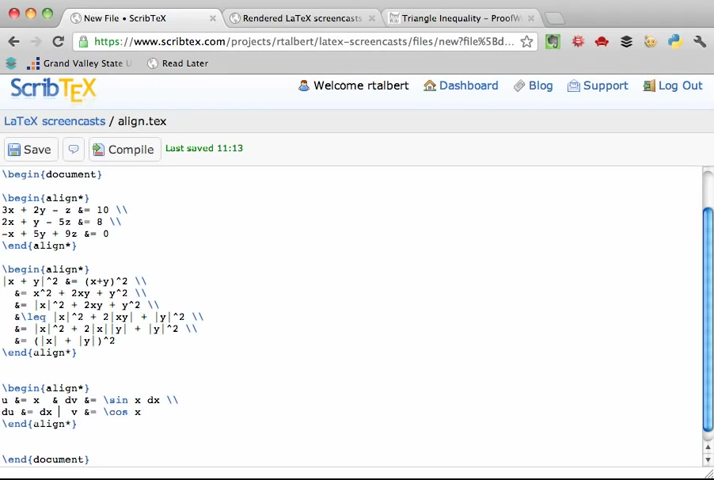 New File • ScribTeX
Rendered LaTeX screencasts
Triangle Inequality – ProofW
https://www.scribtex.com/projects/rtalbert/latex-screencasts/files/new?file%5Bd...
Grand Valley State U
Read Later
ScribTEX
Welcome rtalbert
Dashboard
Blog
Support
Log Out
LaTeX screencasts / align.tex
Save
Compile
Last saved 11:13
\begin{document}
\begin{align*}
3x + 2y - z &= 10 \\
2x + y - 5z &= 8 \\
-x + 5y + 9z &= 0
\end{align*}
\begin{align*}
|x + y|^2 &= (x+y)^2 \\
&= x^2 + 2xy + y^2 \\
&= |x|^2 + 2xy + y^2 \\
&\leq |x|^2 + 2|xy| + |y|^2 \\
&= |x|^2 + 2|x||y| + |y|^2 \\
&= (|x| + |y|)^2
\end{align*}
\begin{align*}
u &= x  & dv &= \sin x dx \\
du &= dx   v &= \cos x
\end{align*}
\end{document}